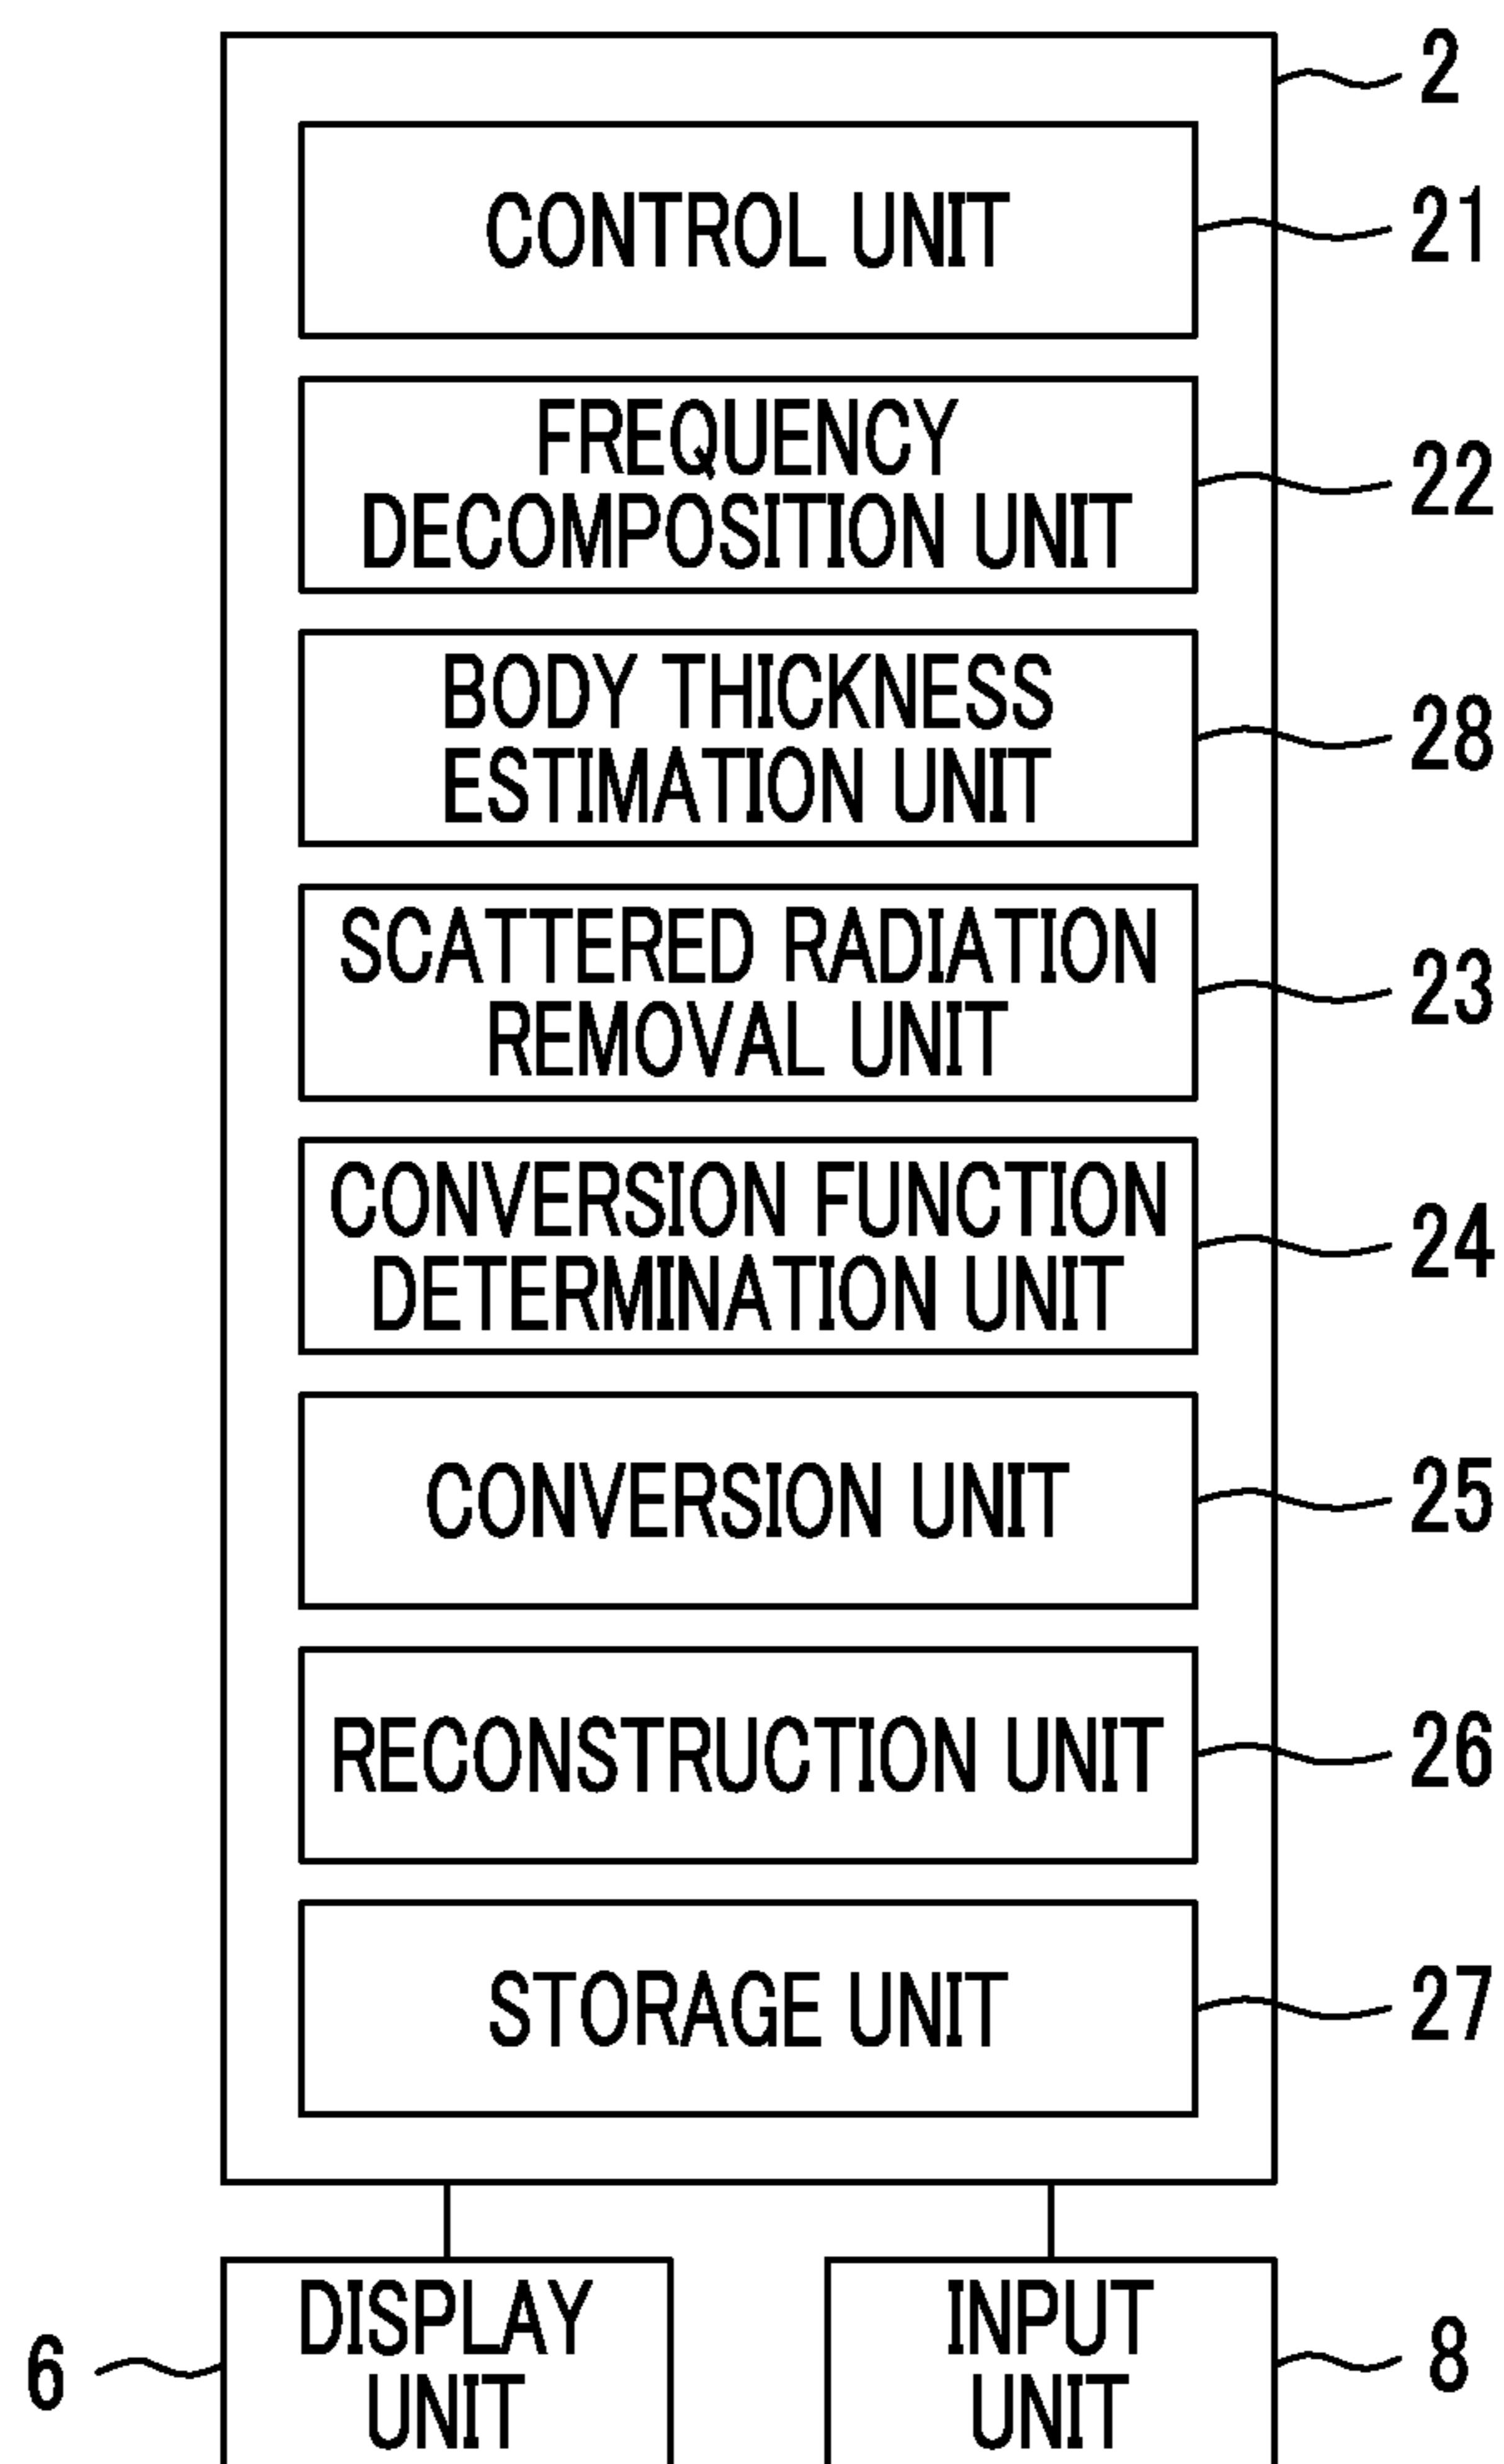 2
CONTROL UNIT
21
FREQUENCY
DECOMPOSITION UNIT
22
BODY THICKNESS
ESTIMATION UNIT
28
SCATTERED RADIATION
REMOVAL UNIT
23
CONVERSION FUNCTION
DETERMINATION UNIT
24
CONVERSION UNIT
25
RECONSTRUCTION UNIT
26
STORAGE UNIT
27
6
DISPLAY
UNIT
INPUT
UNIT
8